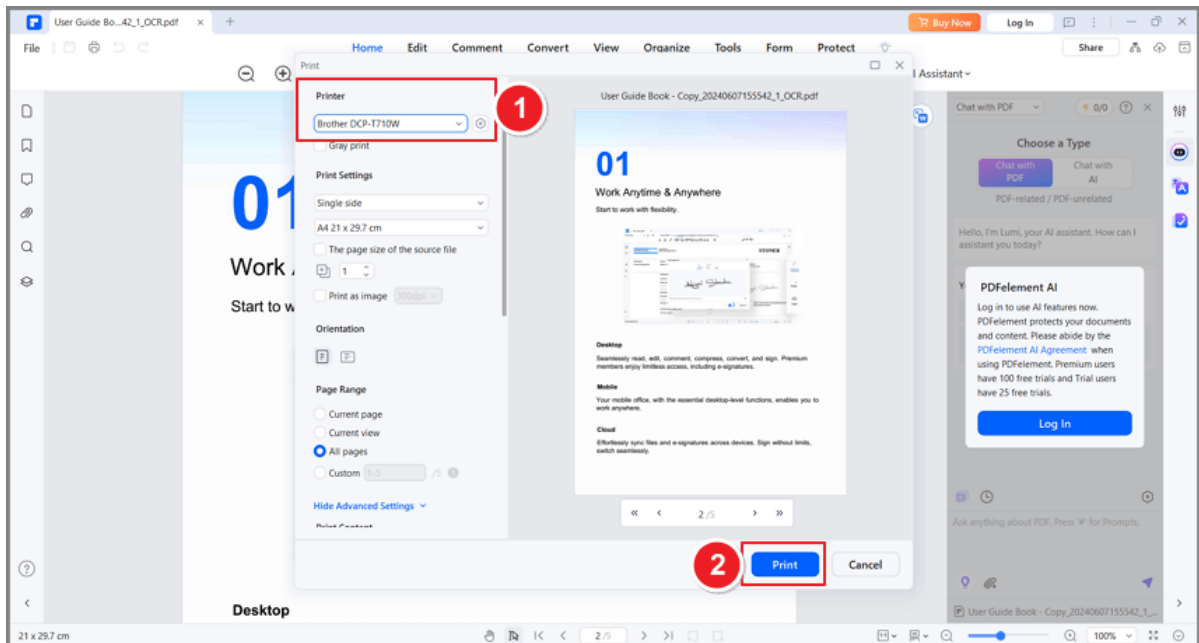 User Guide Bo...42_1_OCR.pdf
Buy Now
Log In
File
Home Edit Comment Convert View Organize Tools Form Protect
Share
Print
l Assistant
Printer
1
Brother DCP-T710W
Gray print
Print Settings
Single side
A4 21 x 29.7 cm
The page size of the source file
1
Print as image 300dpi
Orientation
Page Range
Current page
Current view
All pages
Custom 1-5 /5
Hide Advanced Settings
Print Content
User Guide Book - Copy_20240607155542_1_OCR.pdf
01
Work Anytime & Anywhere
Start to work with flexibility.
Desktop
Seamlessly read, edit, comment, compress, convert, and sign. Premium
members enjoy limitless access, including e-signatures.
Mobile
Your mobile office, with the essential desktop-level functions, enables you to
work anywhere.
Cloud
Effortlessly sync files and e-signatures across devices. Sign without limits,
switch seamlessly.
2 /5
2
Print
Cancel
01
Work
Start to w
Desktop
Chat with PDF
0/0
Choose a Type
Chat with
PDF
Chat with
AI
PDF-related / PDF-unrelated
Hello, I'm Lumi, your AI assistant. How can I
assistant you today?
PDFelement AI
Log in to use AI features now.
PDFelement protects your documents
and content. Please abide by the
PDFelement AI Agreement when
using PDFelement. Premium users
have 100 free trials and Trial users
have 25 free trials.
Log In
Ask anything about PDF. Press '#' for Prompts.
User Guide Book - Copy_20240607155542_1_...
21 x 29.7 cm
2 /5
100%